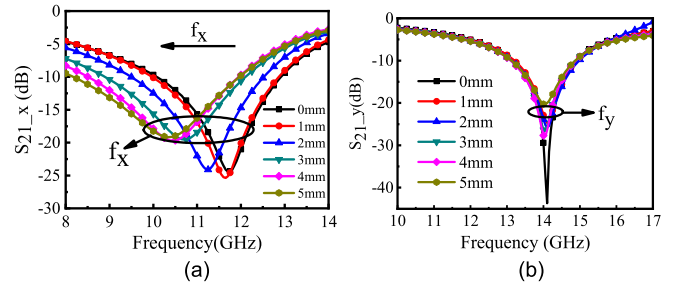 0
-5
-10
-15
-20
-25
-30
S21_x (dB)
fx
fx
0mm
1mm
2mm
3mm
4mm
5mm
8 9 10 11 12 13 14
Frequency(GHz)
(a)
0
-10
-20
-30
-40
S21_y(dB)
0mm
1mm
2mm
3mm
4mm
5mm
fy
10 11 12 13 14 15 16 17
Frequency(GHz)
(b)